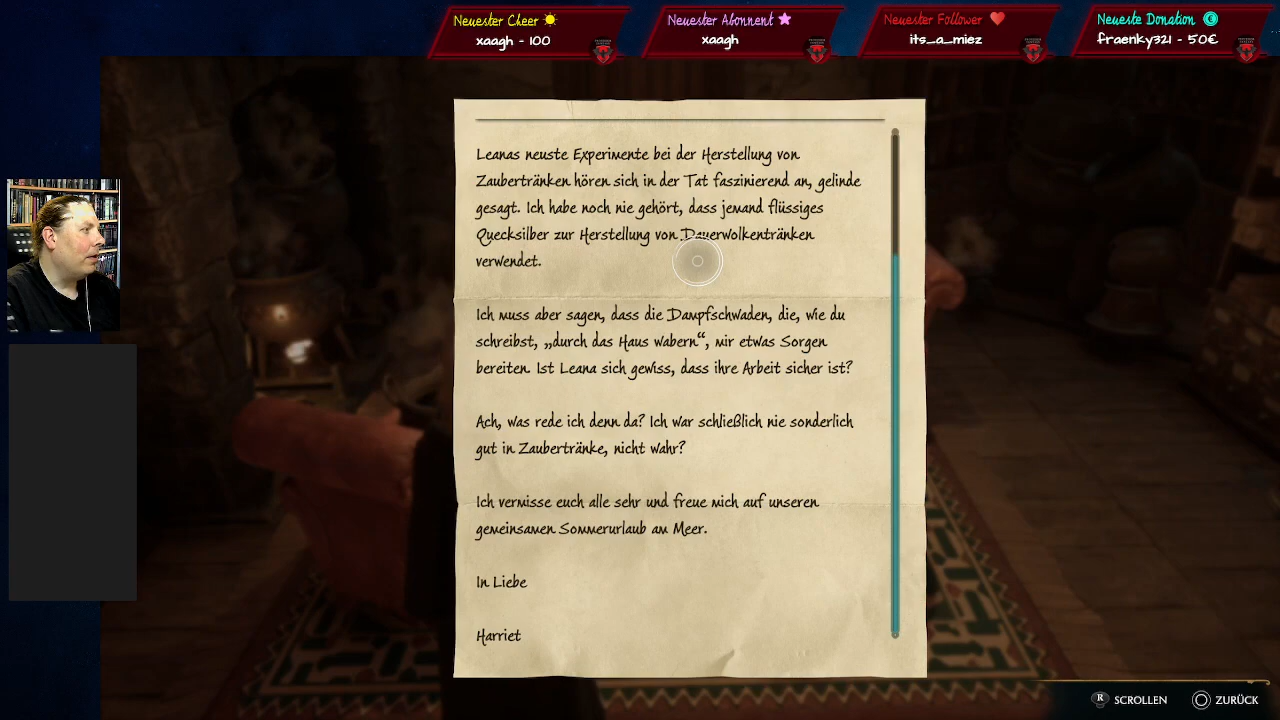 Neuester Cheer
xaagh - 100
Neuester Abonnent
xaagh
Neuester Follower
its_a_miez
Neueste Donation
fraenky321 - 50€
Leanas neuste Experimente bei der Herstellung von
Zaubertränken hören sich in der Tat faszinierend an, gelinde
gesagt. Ich habe noch nie gehört, dass jemand flüssiges
Quecksilber zur Herstellung von Dauerwolkentränken
verwendet.
Ich muss aber sagen, dass die Dampfschwaden, die, wie du
schreibst, „durch das Haus wabern“, mir etwas Sorgen
bereiten. Ist Leana sich gewiss, dass ihre Arbeit sicher ist?
Ach, was rede ich denn da? Ich war schließlich nie sonderlich
gut in Zaubertränke, nicht wahr?
Ich vermisse euch alle sehr und freue mich auf unseren
gemeinsamen Sommerurlaub am Meer.
In Liebe
Harriet
R SCROLLEN ZURÜCK